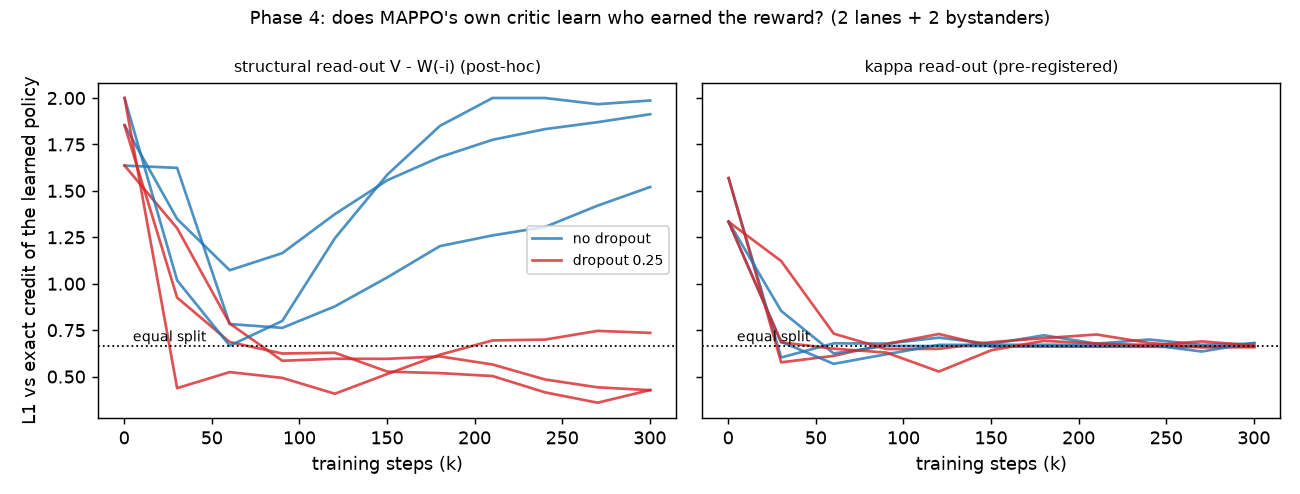 Phase 4: does MAPPO's own critic learn who earned the reward? (2 lanes + 2 bystanders)
structural read-out V - W(-i) (post-hoc)
kappa read-out (pre-registered)
L1 vs exact credit of the learned policy
2.00
1.75
1.50
1.25
1.00
0.75
0.50
no dropout
dropout 0.25
equal split
equal split
0 50 100 150 200 250 300
0 50 100 150 200 250 300
training steps (k)
training steps (k)